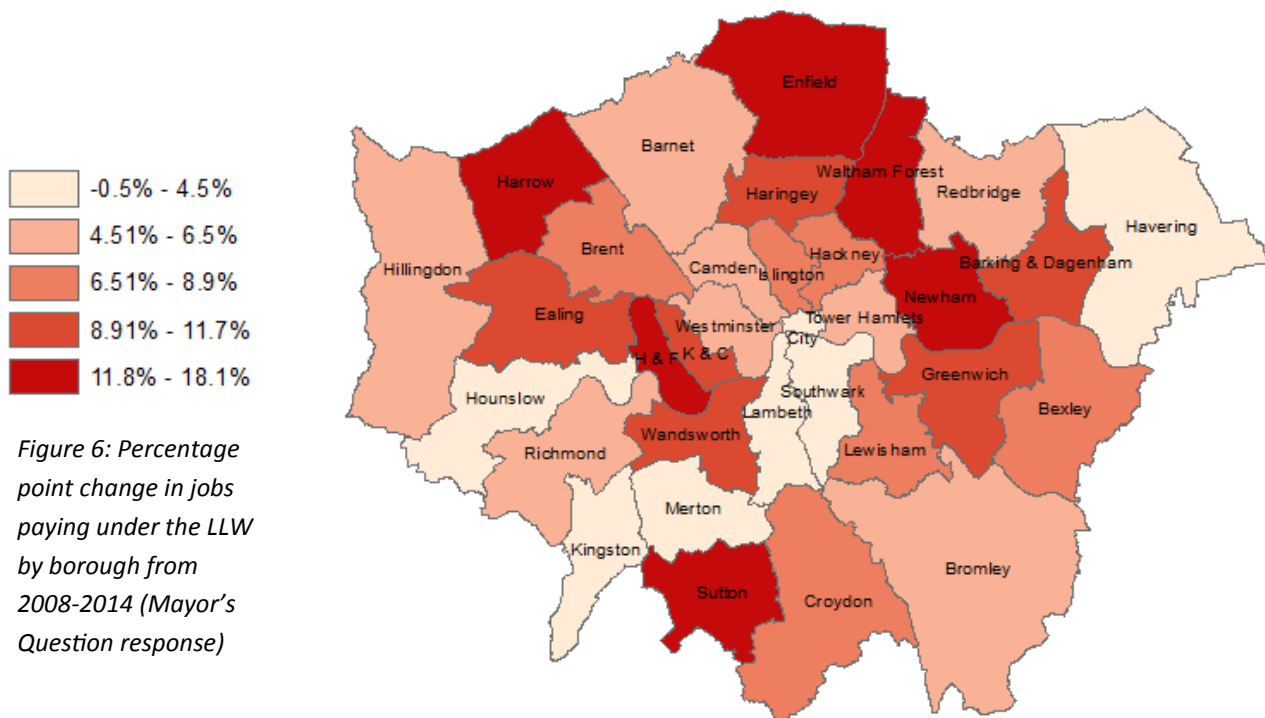 -0.5% - 4.5%
4.51% - 6.5%
6.51% - 8.9%
8.91% - 11.7%
11.8% - 18.1%
Figure 6: Percentage
point change in jobs
paying under the LLW
by borough from
2008-2014 (Mayor’s
Question response)
Enfield
Barnet
Harrow
Haringey
Waltham Forest
Redbridge
Havering
Brent
Hackney
Hillingdon
Camden
Islington
Barking & Dagenham
Newham
Ealing
Westminster
Tower Hamlets
City
H & F
K & C
Greenwich
Hounslow
Southwark
Lambeth
Bexley
Wandsworth
Richmond
Lewisham
Merton
Kingston
Bromley
Sutton
Croydon